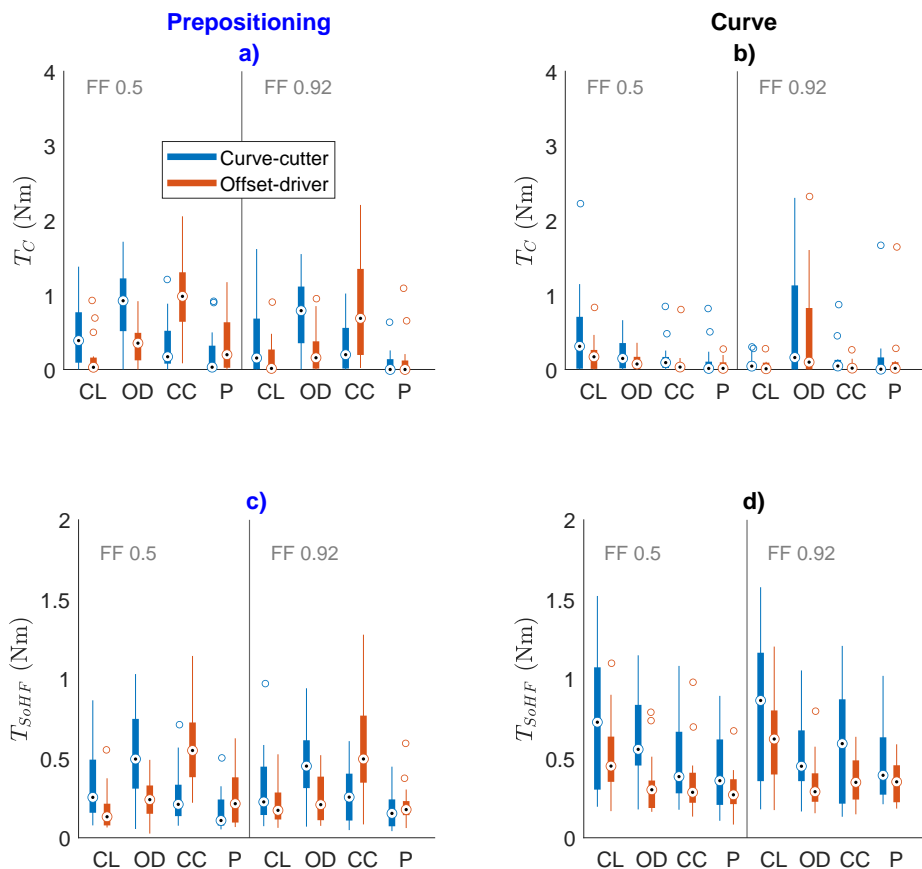 Prepositioning
a)
4
3
2
1
0
T_C (Nm)
FF 0.5
FF 0.92
Curve-cutter
Offset-driver
CL OD CC P CL OD CC P
Curve
b)
4
3
2
1
0
T_C (Nm)
FF 0.5
FF 0.92
CL OD CC P CL OD CC P
c)
2
1.5
1
0.5
0
T_SoHF (Nm)
FF 0.5
FF 0.92
CL OD CC P CL OD CC P
d)
2
1.5
1
0.5
0
T_SoHF (Nm)
FF 0.5
FF 0.92
CL OD CC P CL OD CC P